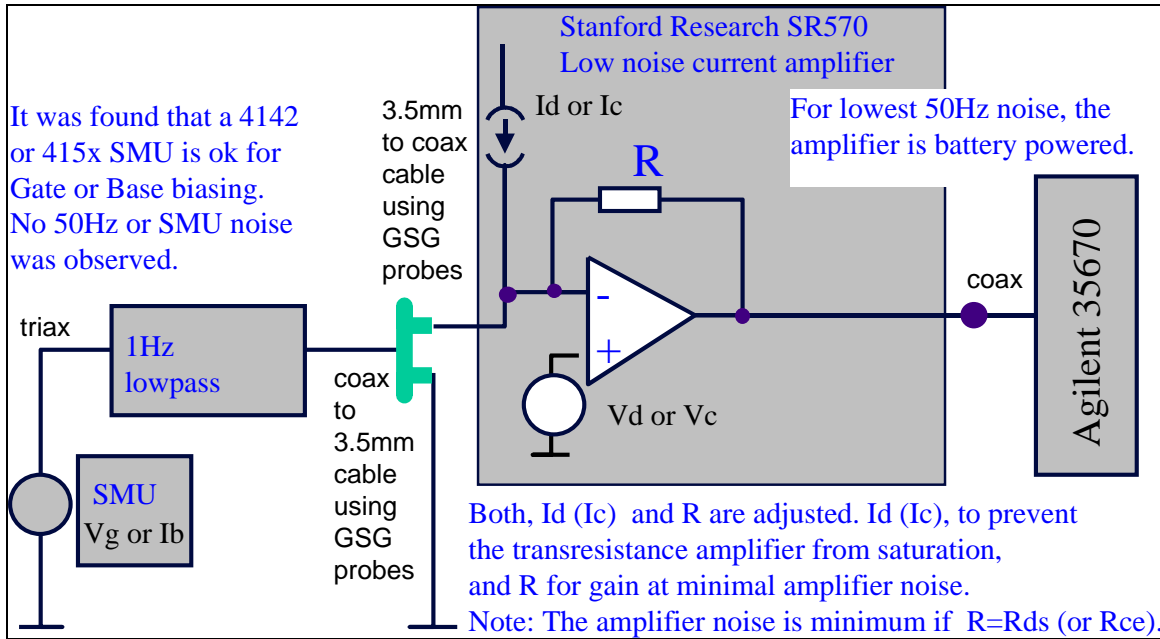 Stanford Research SR570
Low noise current amplifier
It was found that a 4142
or 415x SMU is ok for
Gate or Base biasing.
No 50Hz or SMU noise
was observed.
3.5mm
to coax
cable
using
GSG
probes
Id or Ic
For lowest 50Hz noise, the
amplifier is battery powered.
R
-
+
Vd or Vc
coax
Agilent 35670
triax
1Hz
lowpass
coax
to
3.5mm
cable
using
GSG
probes
SMU
Vg or Ib
Both, Id (Ic) and R are adjusted. Id (Ic), to prevent
the transresistance amplifier from saturation,
and R for gain at minimal amplifier noise.
Note: The amplifier noise is minimum if R=Rds (or Rce).